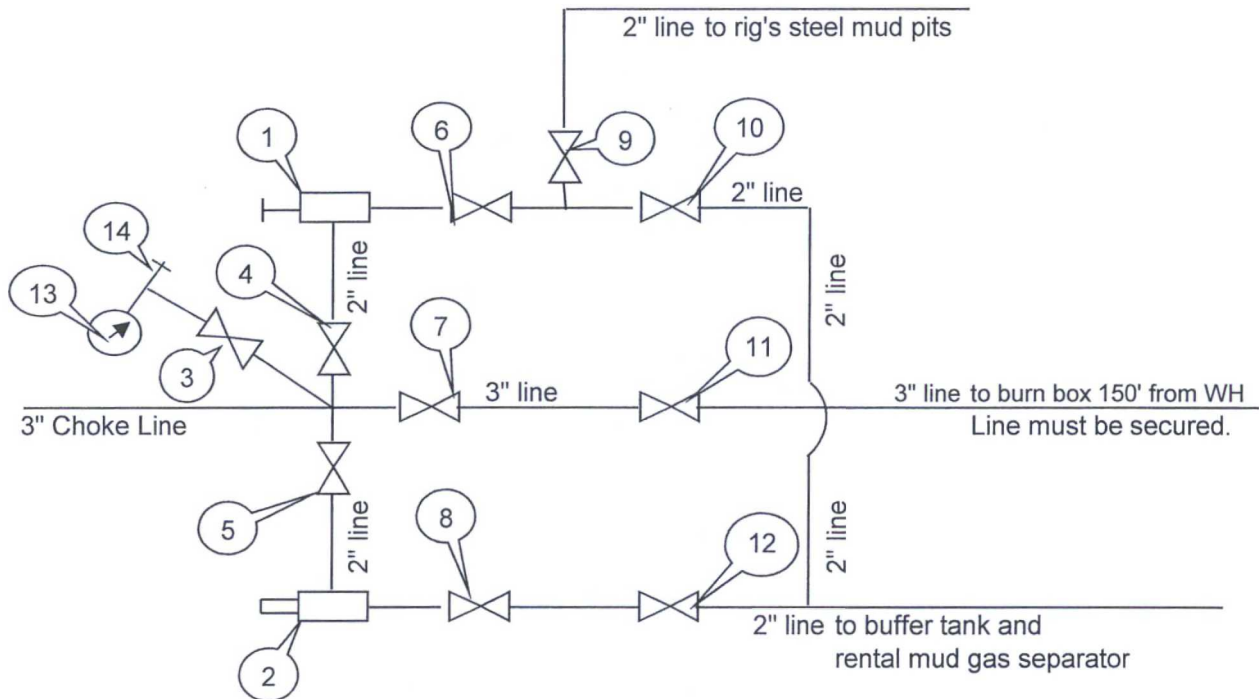 2" line to rig's steel mud pits
1
6
9
10
2" line
14
2" line
4
2" line
13
7
11
3
3" line
3" line to burn box 150' from WH
3" Choke Line
Line must be secured.
5
2" line
8
12
2" line
2
2" line to buffer tank and
rental mud gas separator